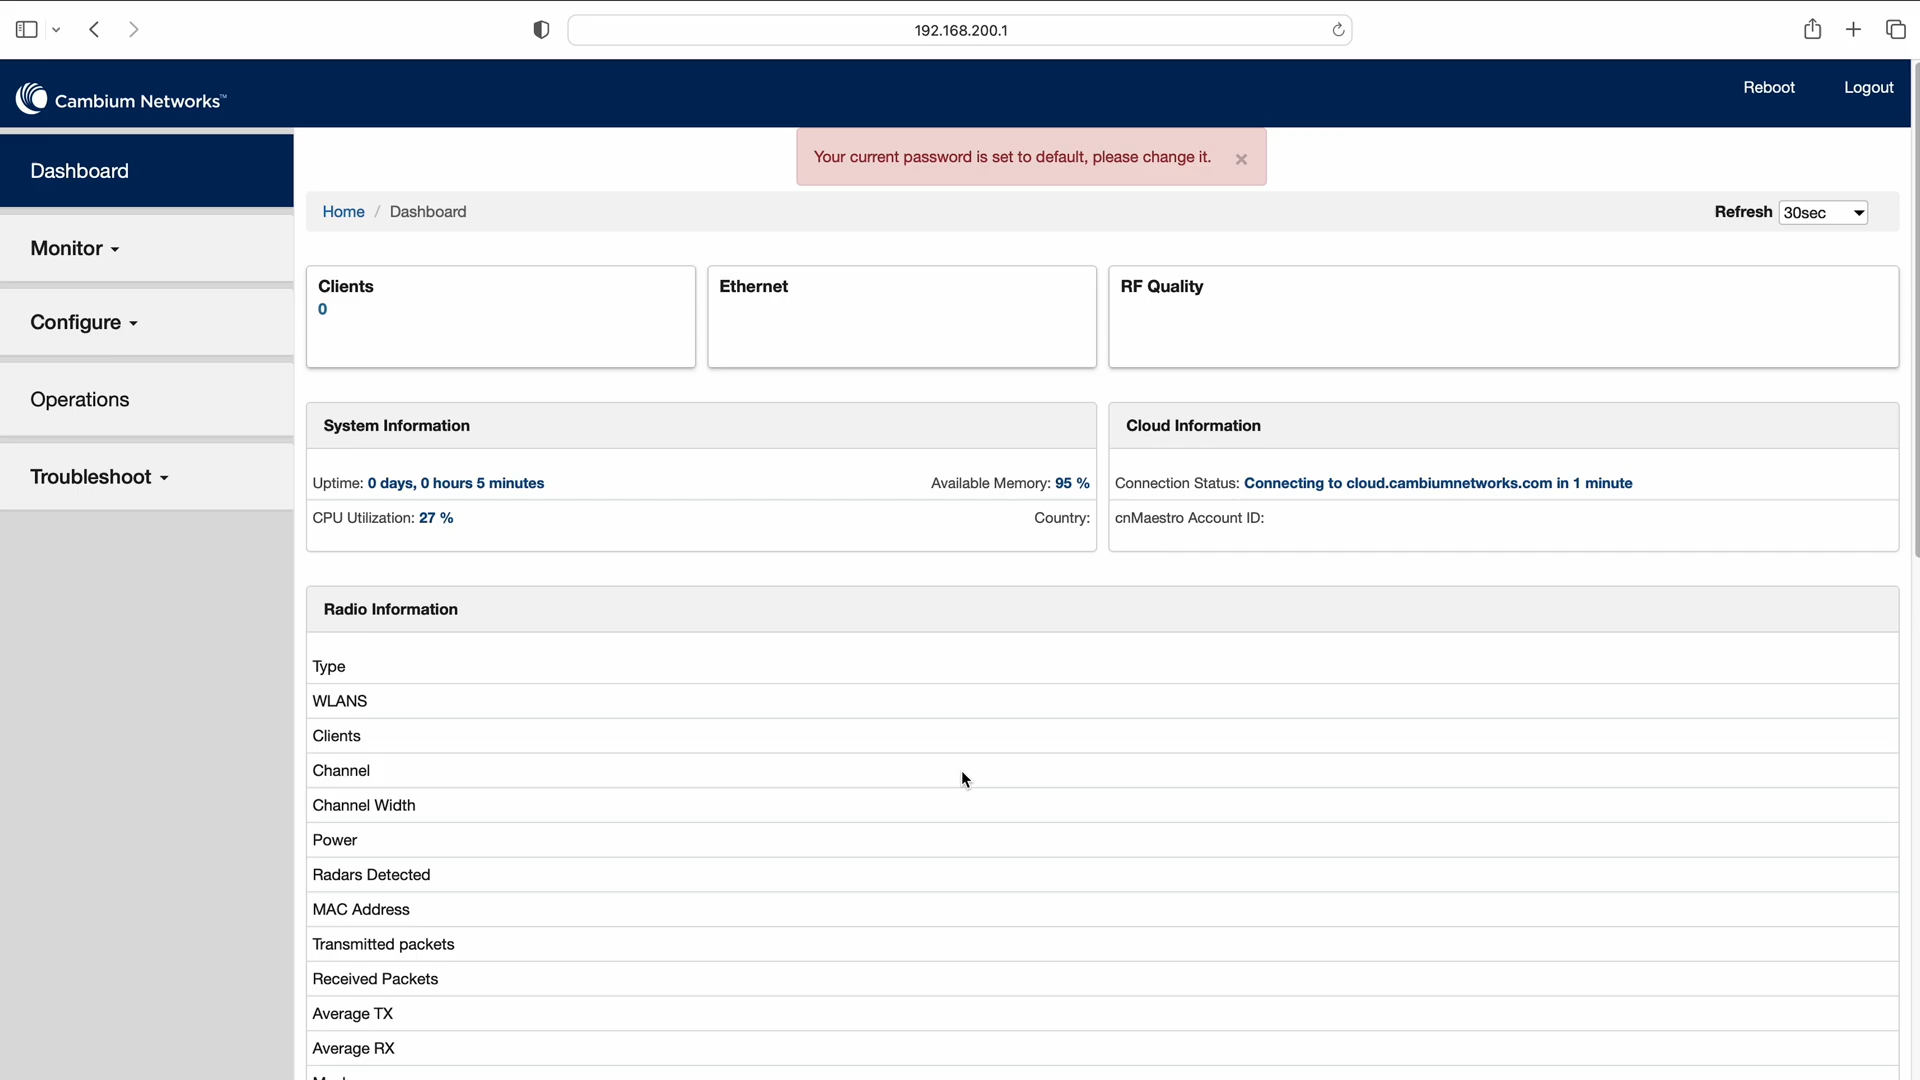 192.168.200.1
Cambium Networks™
Reboot
Logout
Your current password is set to default, please change it.
×
Dashboard
Monitor
Configure
Operations
Troubleshoot
Home / Dashboard
Refresh 30sec
Clients
0
Ethernet
RF Quality
System Information
Uptime: 0 days, 0 hours 5 minutes
Available Memory: 95 %
CPU Utilization: 27 %
Country:
Cloud Information
Connection Status: Connecting to cloud.cambiumnetworks.com in 1 minute
cnMaestro Account ID:
Radio Information
Type
WLANS
Clients
Channel
Channel Width
Power
Radars Detected
MAC Address
Transmitted packets
Received Packets
Average TX
Average RX